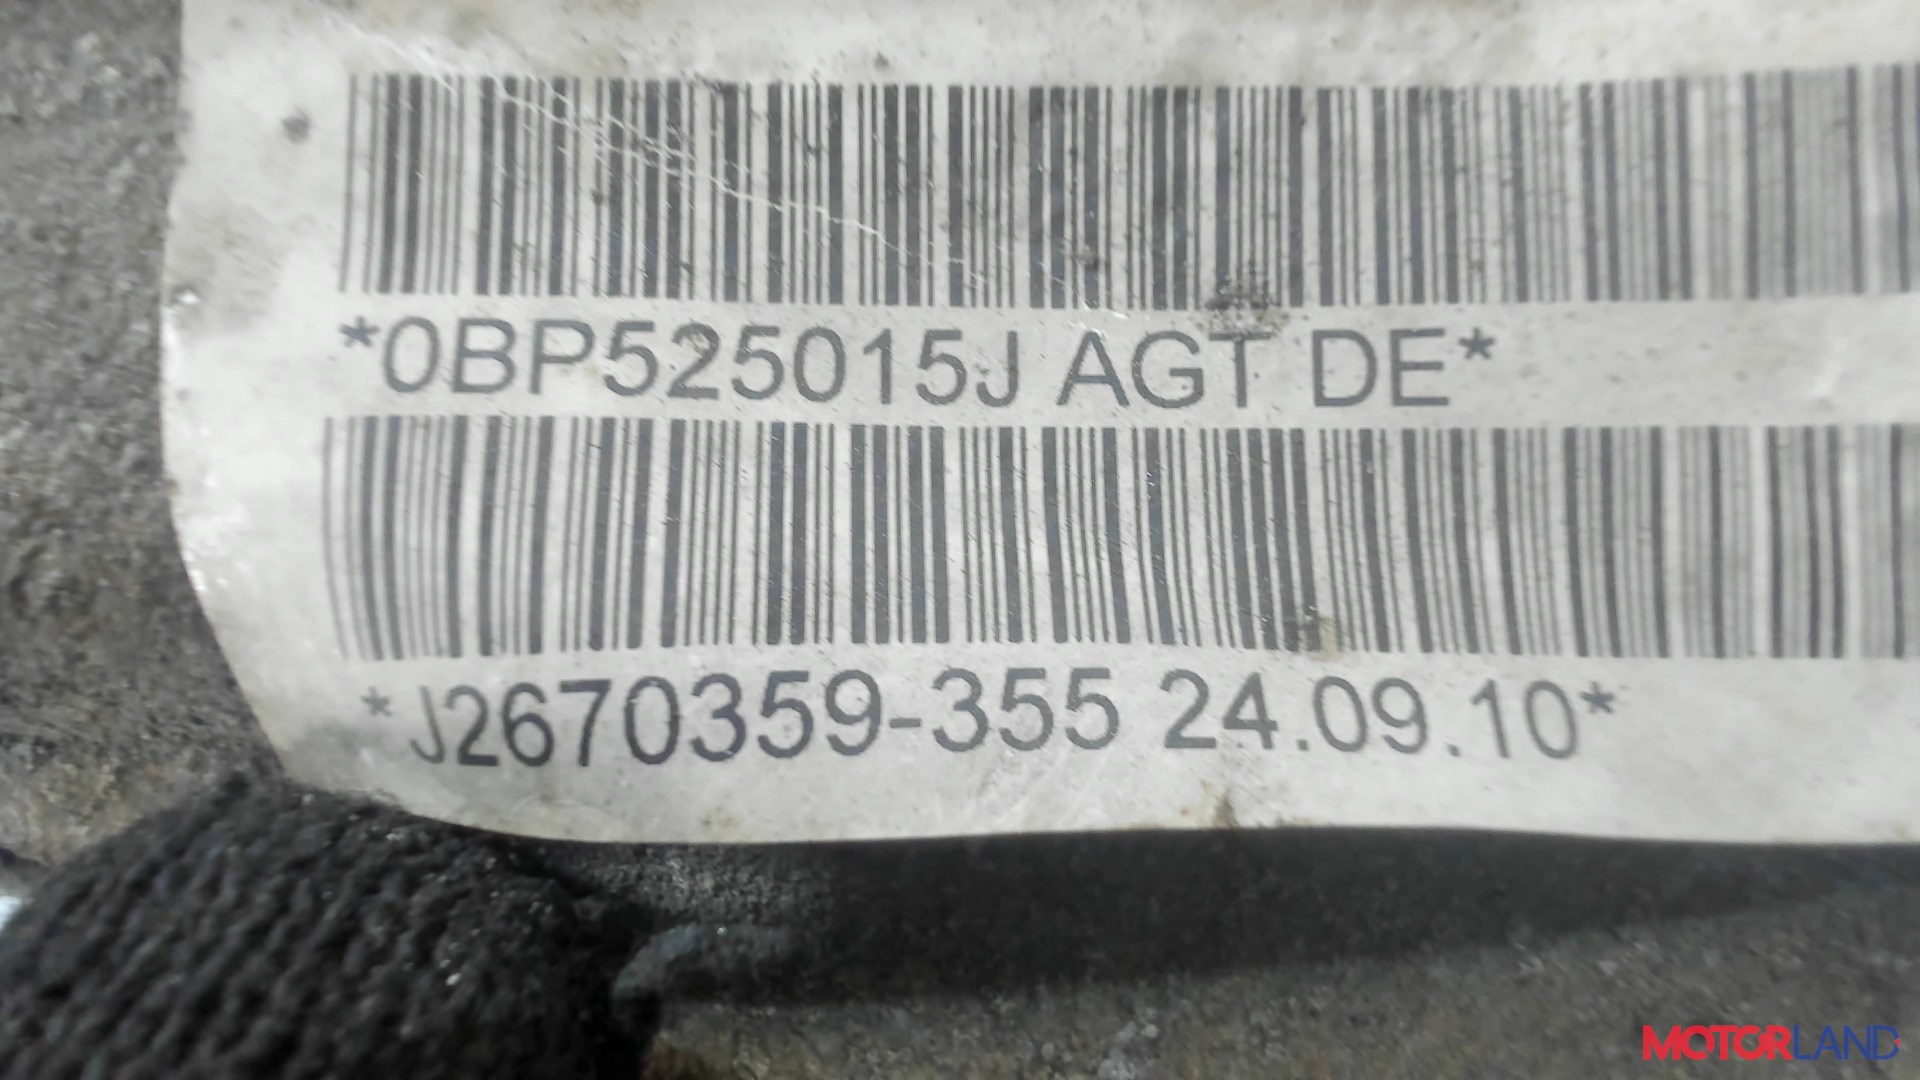 *0BP525015J AGT DE*
*J2670359-355 24.09.10*
MOTORLAND